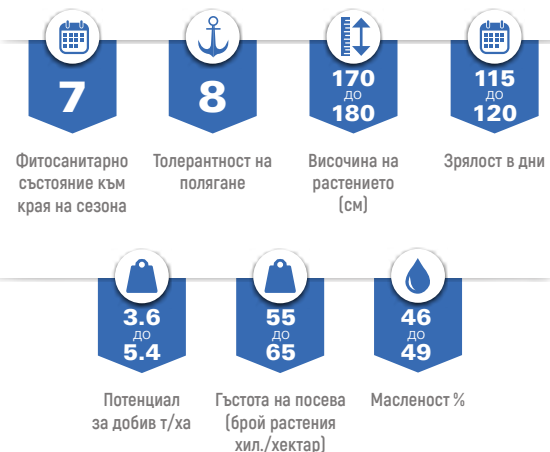 7
Фитосанитарно
състояние към
края на сезона
8
Толерантност на
полягане
170
ДО
180
Височина на
растението
(см)
115
ДО
120
Зрялост в дни
3.6
ДО
5.4
Потенциал
за добив т/ха
55
ДО
65
Гъстота на посева
(брой растения
хил./хектар)
46
ДО
49
Масленост %